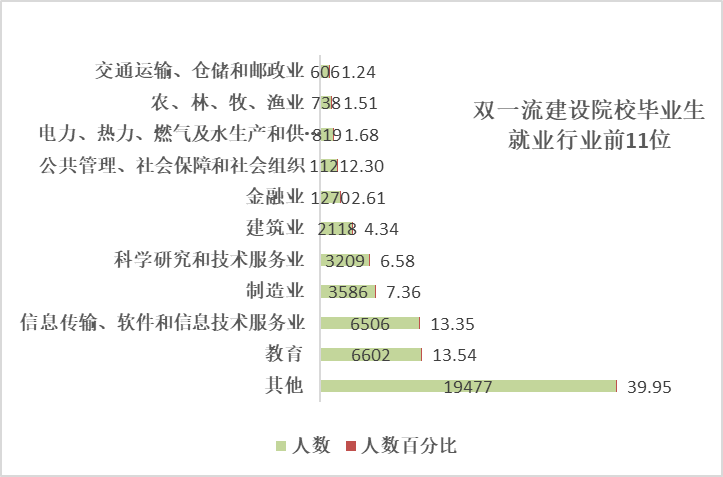 双一流建设院校毕业生
就业行业前11位
交通运输、仓储和邮政业 606 1.24
农、林、牧、渔业 738 1.51
电力、热力、燃气及水生产和供… 819 1.68
公共管理、社会保障和社会组织 1121 2.30
金融业 1270 2.61
建筑业 2118 4.34
科学研究和技术服务业 3209 6.58
制造业 3586 7.36
信息传输、软件和信息技术服务业 6506 13.35
教育 6602 13.54
其他 19477 39.95
人数 人数百分比